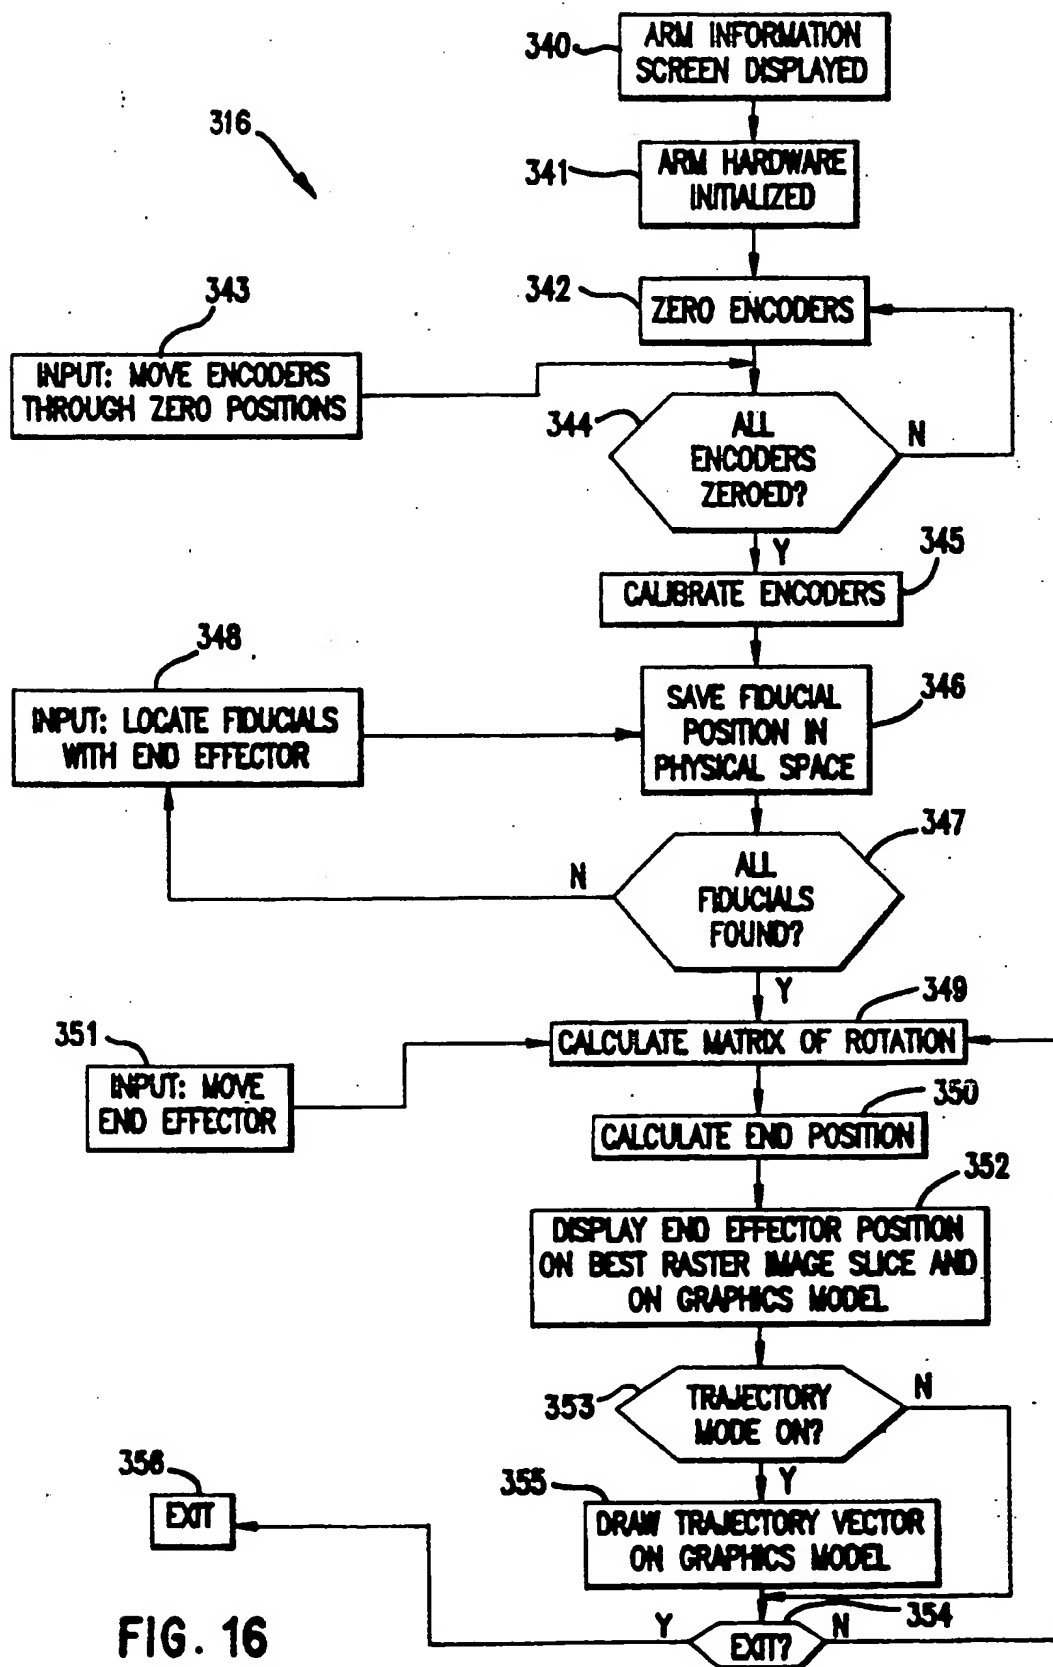 340
ARM INFORMATION
SCREEN DISPLAYED
316
341
ARM HARDWARE
INITIALIZED
343
342
ZERO ENCODERS
INPUT: MOVE ENCODERS
THROUGH ZERO POSITIONS
344
ALL
ENCODERS
ZEROED?
N
Y
345
CALIBRATE ENCODERS
348
INPUT: LOCATE FIDUCIALS
WITH END EFFECTOR
346
SAVE FIDUCIAL
POSITION IN
PHYSICAL SPACE
347
N
ALL
FIDUCIALS
FOUND?
Y
349
351
CALCULATE MATRIX OF ROTATION
INPUT: MOVE
END EFFECTOR
350
CALCULATE END POSITION
352
DISPLAY END EFFECTOR POSITION
ON BEST RASTER IMAGE SLICE AND
ON GRAPHICS MODEL
353
TRAJECTORY
MODE ON?
N
Y
356
EXIT
355
DRAW TRAJECTORY VECTOR
ON GRAPHICS MODEL
354
Y
EXIT?
N
FIG. 16